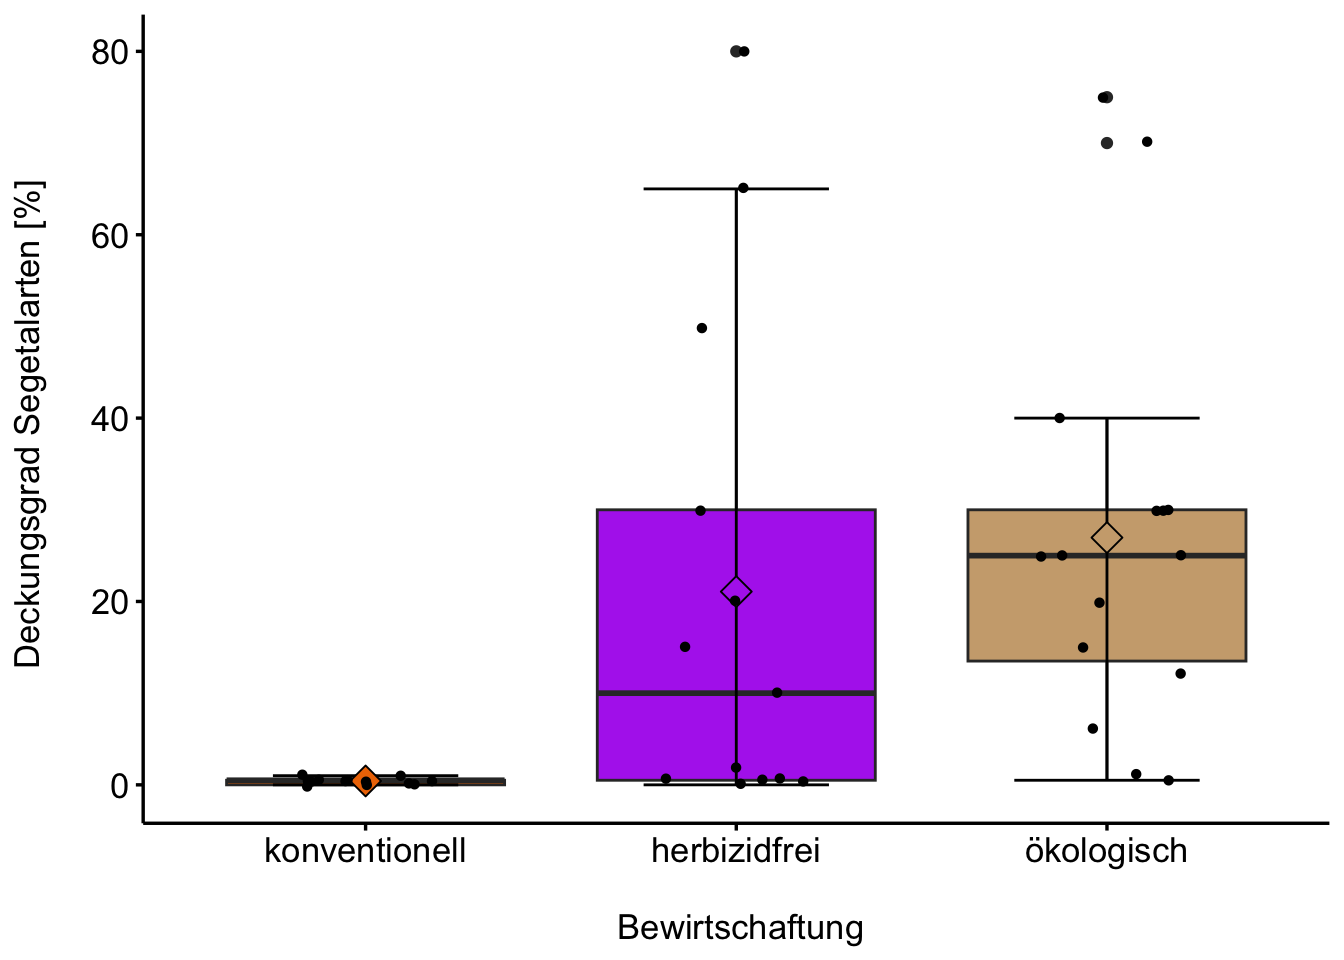 Deckungsgrad Segetalarten [%]
80
60
40
20
0
konventionell herbizidfrei ökologisch
Bewirtschaftung